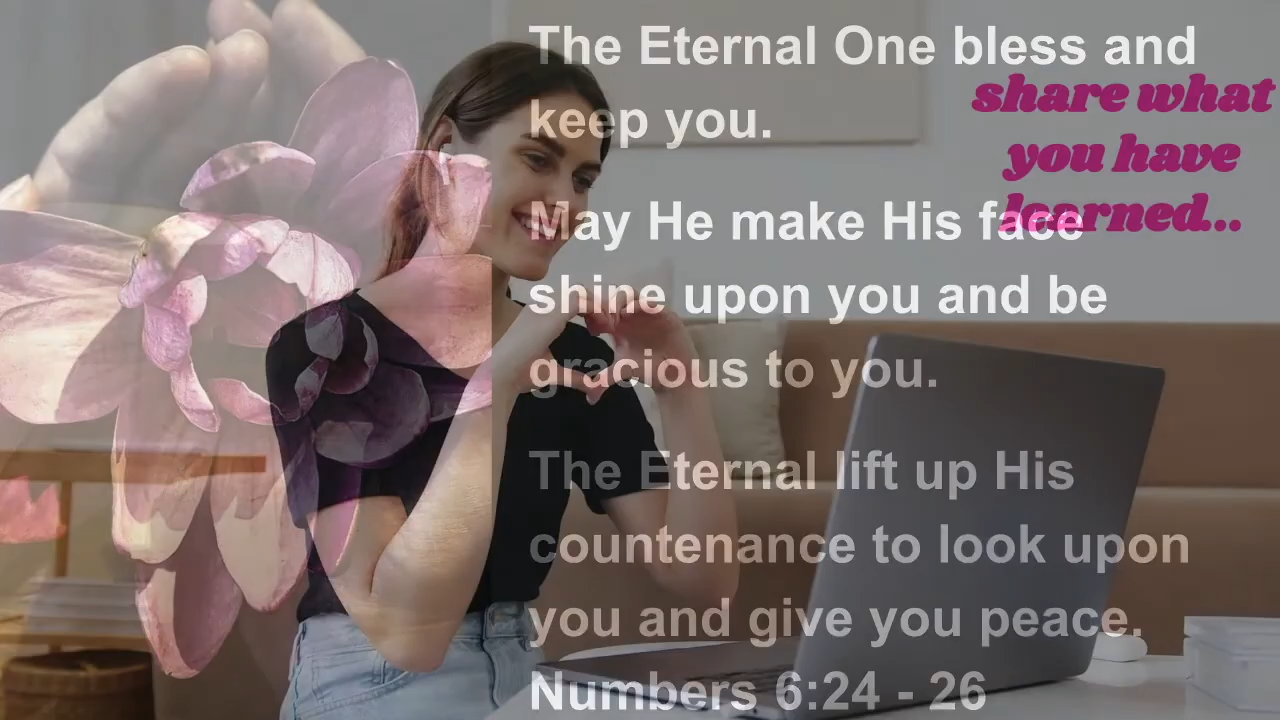 The Eternal One bless and
keep you.
May He make His face
shine upon you and be
gracious to you.
The Eternal lift up His
countenance to look upon
you and give you peace.
Numbers 6:24 - 26
share what
you have
learned...